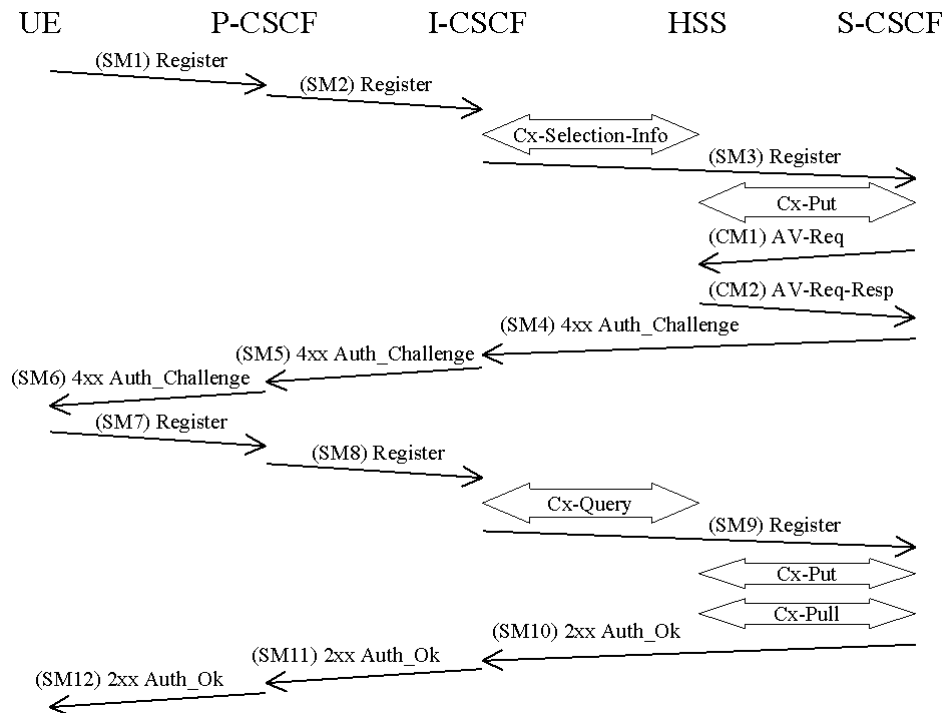 UE P-CSCF I-CSCF HSS S-CSCF
(SM1) Register
(SM2) Register
Cx-Selection-Info
(SM3) Register
Cx-Put
(CM1) AV-Req
(CM2) AV-Req-Resp
(SM4) 4xx Auth_Challenge
(SM5) 4xx Auth_Challenge
(SM6) 4xx Auth_Challenge
(SM7) Register
(SM8) Register
Cx-Query
(SM9) Register
Cx-Put
Cx-Pull
(SM10) 2xx Auth_Ok
(SM11) 2xx Auth_Ok
(SM12) 2xx Auth_Ok